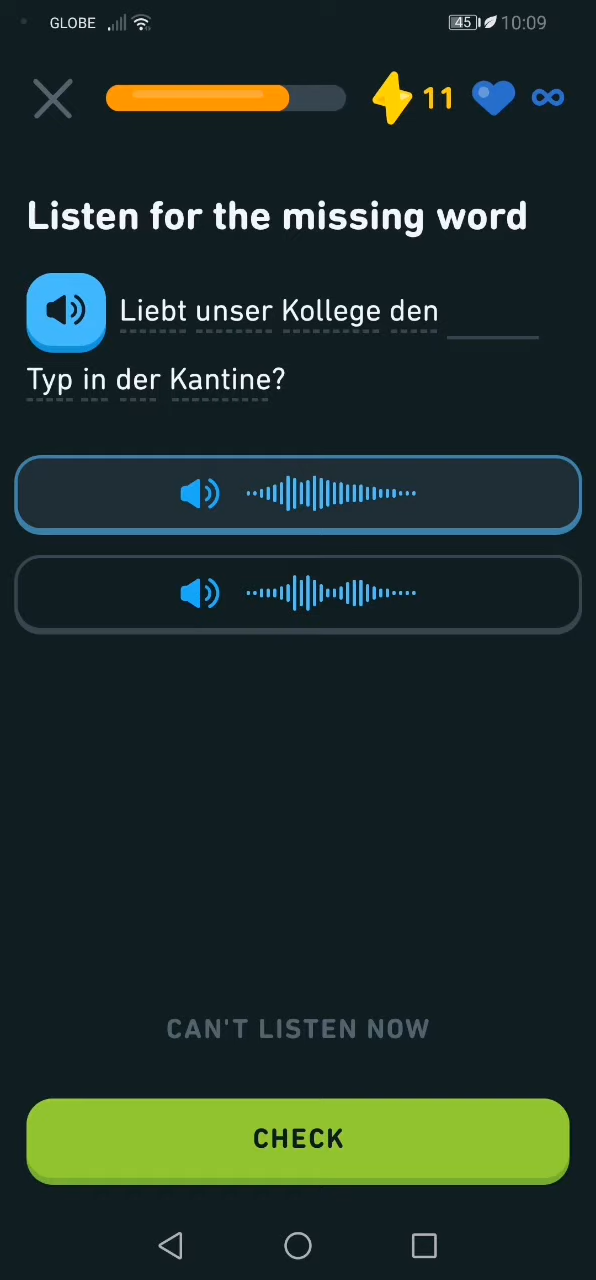 GLOBE 45 10:09
11 ∞
Listen for the missing word
Liebt unser Kollege den
Typ in der Kantine?
CAN'T LISTEN NOW
CHECK